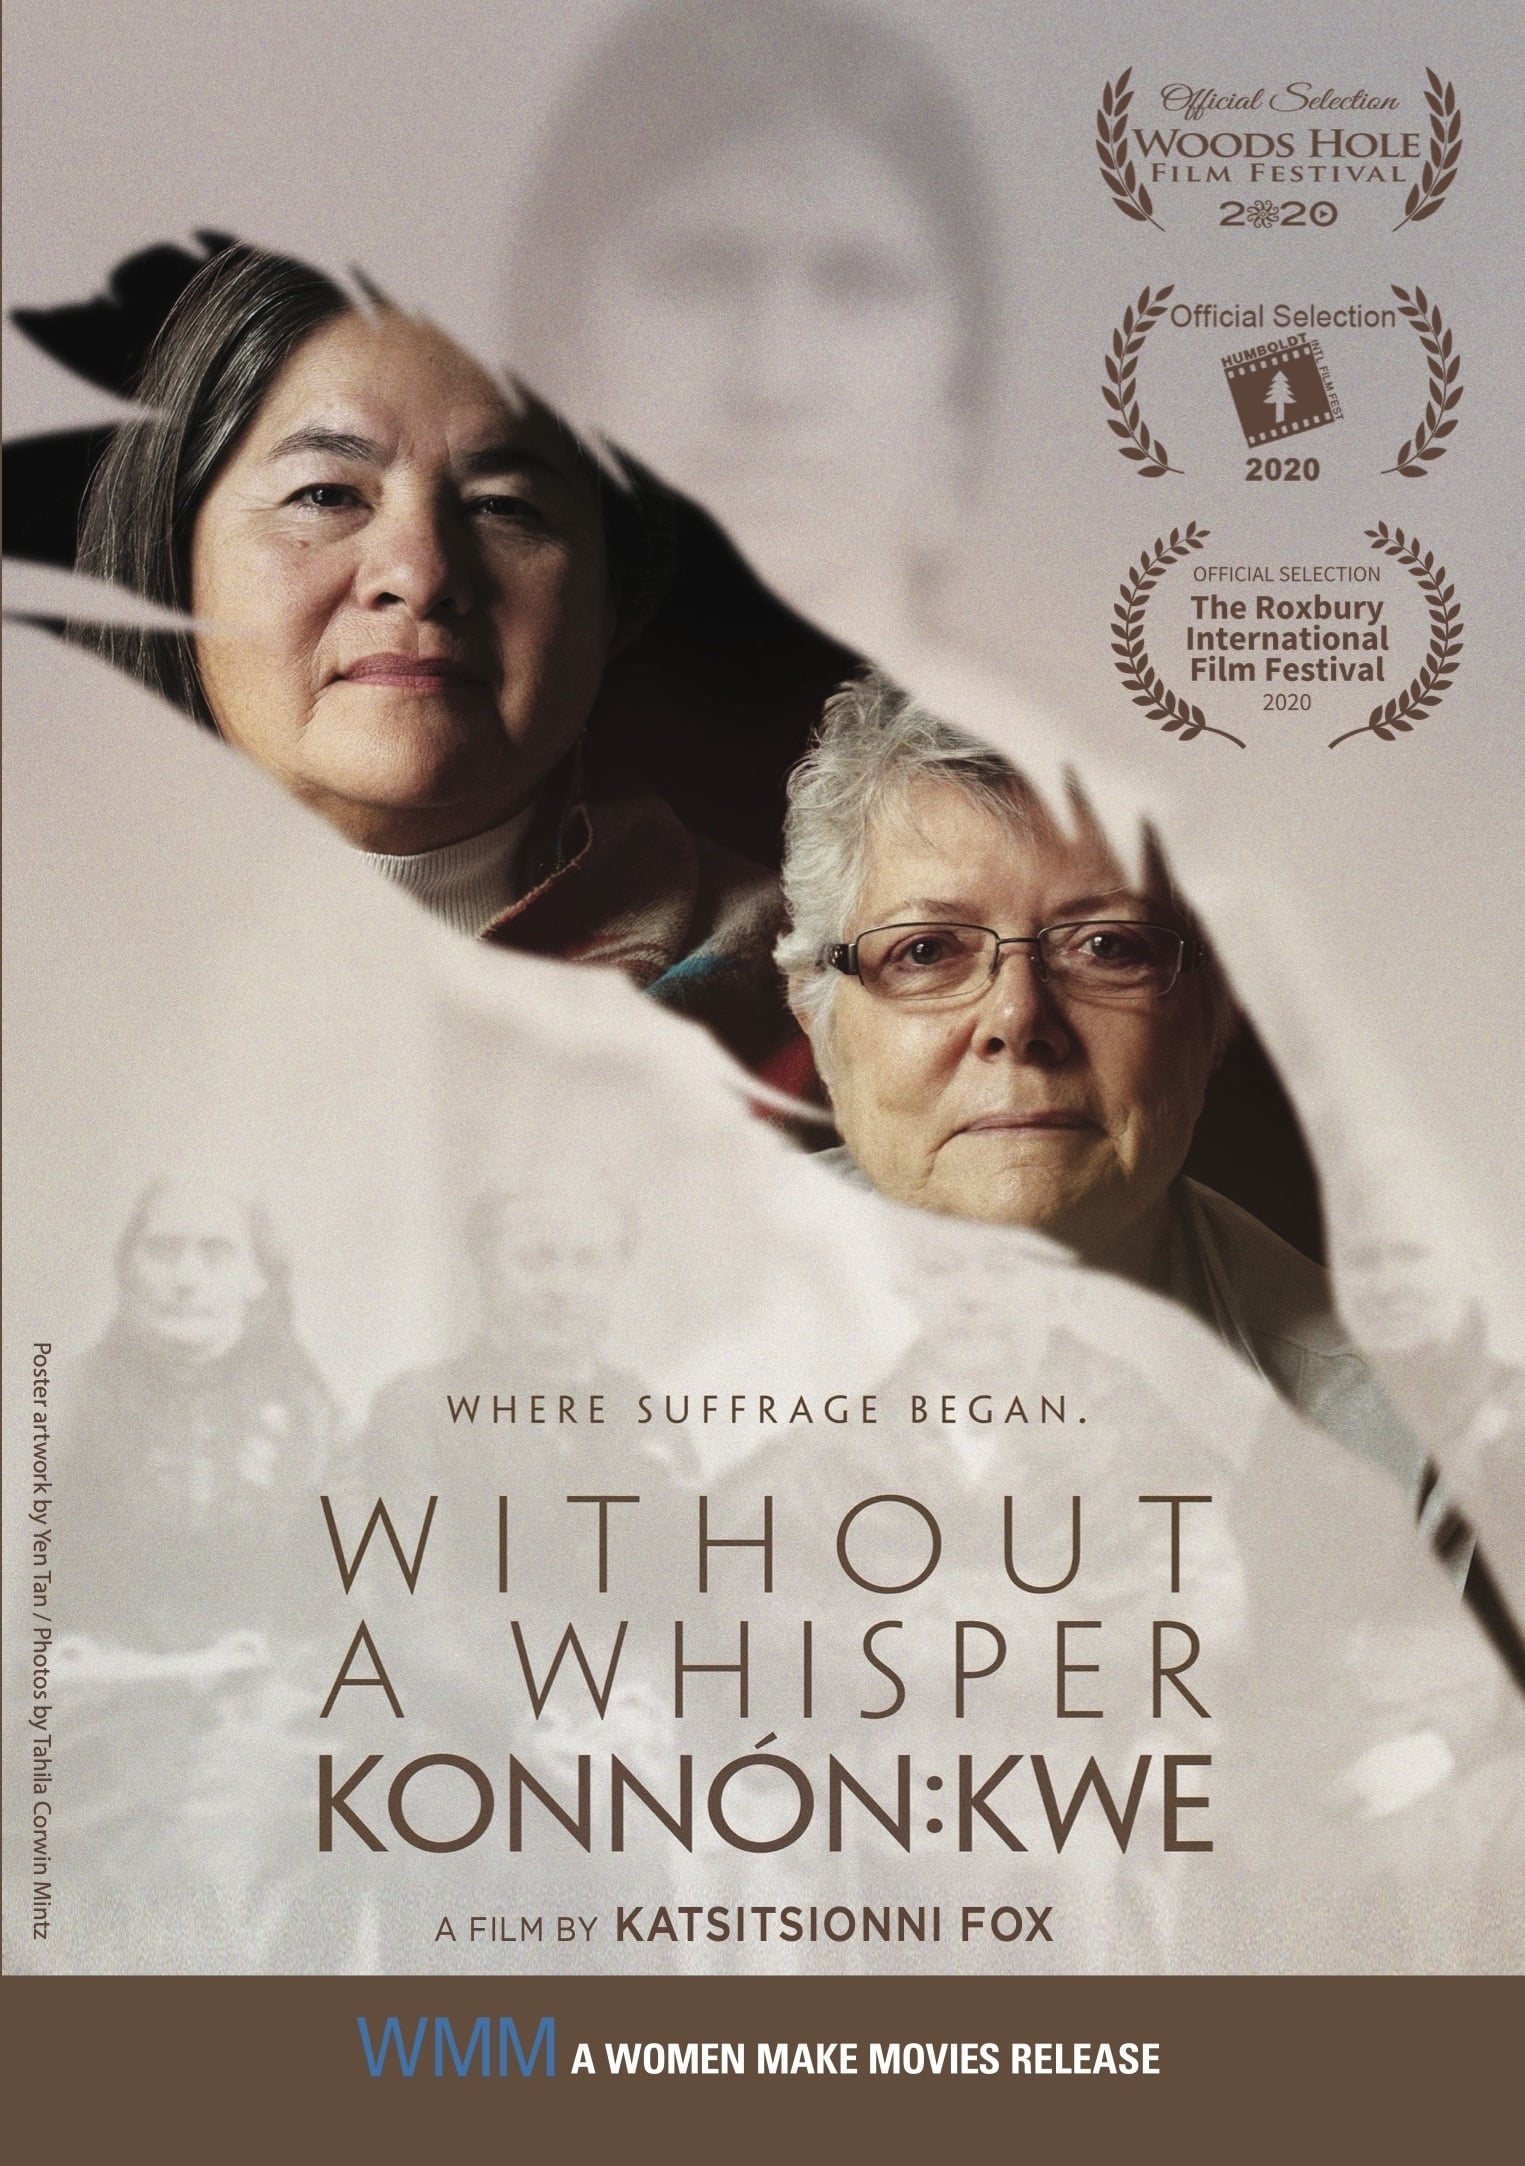 Official Selection
WOODS HOLE
FILM FESTIVAL
2020
Official Selection
HUMBOLDT
INTL FILM FEST
2020
OFFICIAL SELECTION
The Roxbury
International
Film Festival
2020
Poster artwork by Yen Tan / Photos by Tahila Corwin Mintz
WHERE SUFFRAGE BEGAN.
WITHOUT
A WHISPER
KONNÓN:KWE
A FILM BY KATSITSIONNI FOX
WMM A WOMEN MAKE MOVIES RELEASE